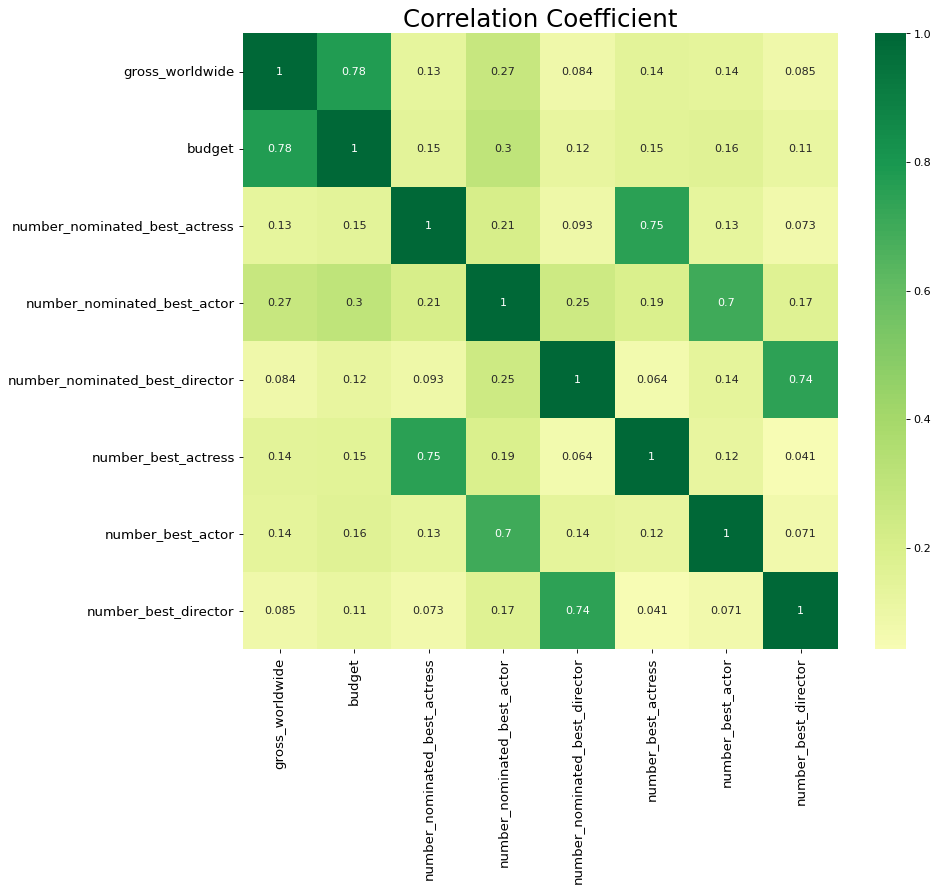 Correlation Coefficient
gross_worldwide 1 0.78 0.13 0.27 0.084 0.14 0.14 0.085
budget 0.78 1 0.15 0.3 0.12 0.15 0.16 0.11
number_nominated_best_actress 0.13 0.15 1 0.21 0.093 0.75 0.13 0.073
number_nominated_best_actor 0.27 0.3 0.21 1 0.25 0.19 0.7 0.17
number_nominated_best_director 0.084 0.12 0.093 0.25 1 0.064 0.14 0.74
number_best_actress 0.14 0.15 0.75 0.19 0.064 1 0.12 0.041
number_best_actor 0.14 0.16 0.13 0.7 0.14 0.12 1 0.071
number_best_director 0.085 0.11 0.073 0.17 0.74 0.041 0.071 1
gross_worldwide
budget
number_nominated_best_actress
number_nominated_best_actor
number_nominated_best_director
number_best_actress
number_best_actor
number_best_director
1.0
0.8
0.6
0.4
0.2